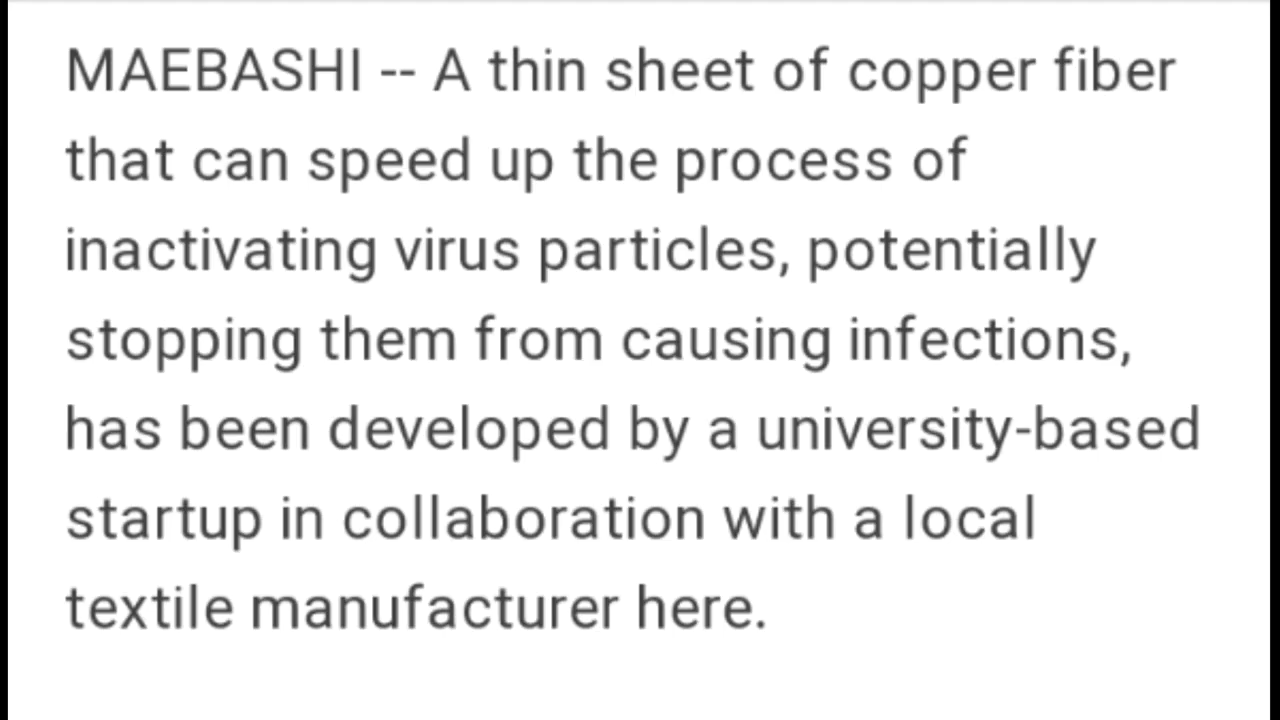 MAEBASHI -- A thin sheet of copper fiber
that can speed up the process of
inactivating virus particles, potentially
stopping them from causing infections,
has been developed by a university-based
startup in collaboration with a local
textile manufacturer here.